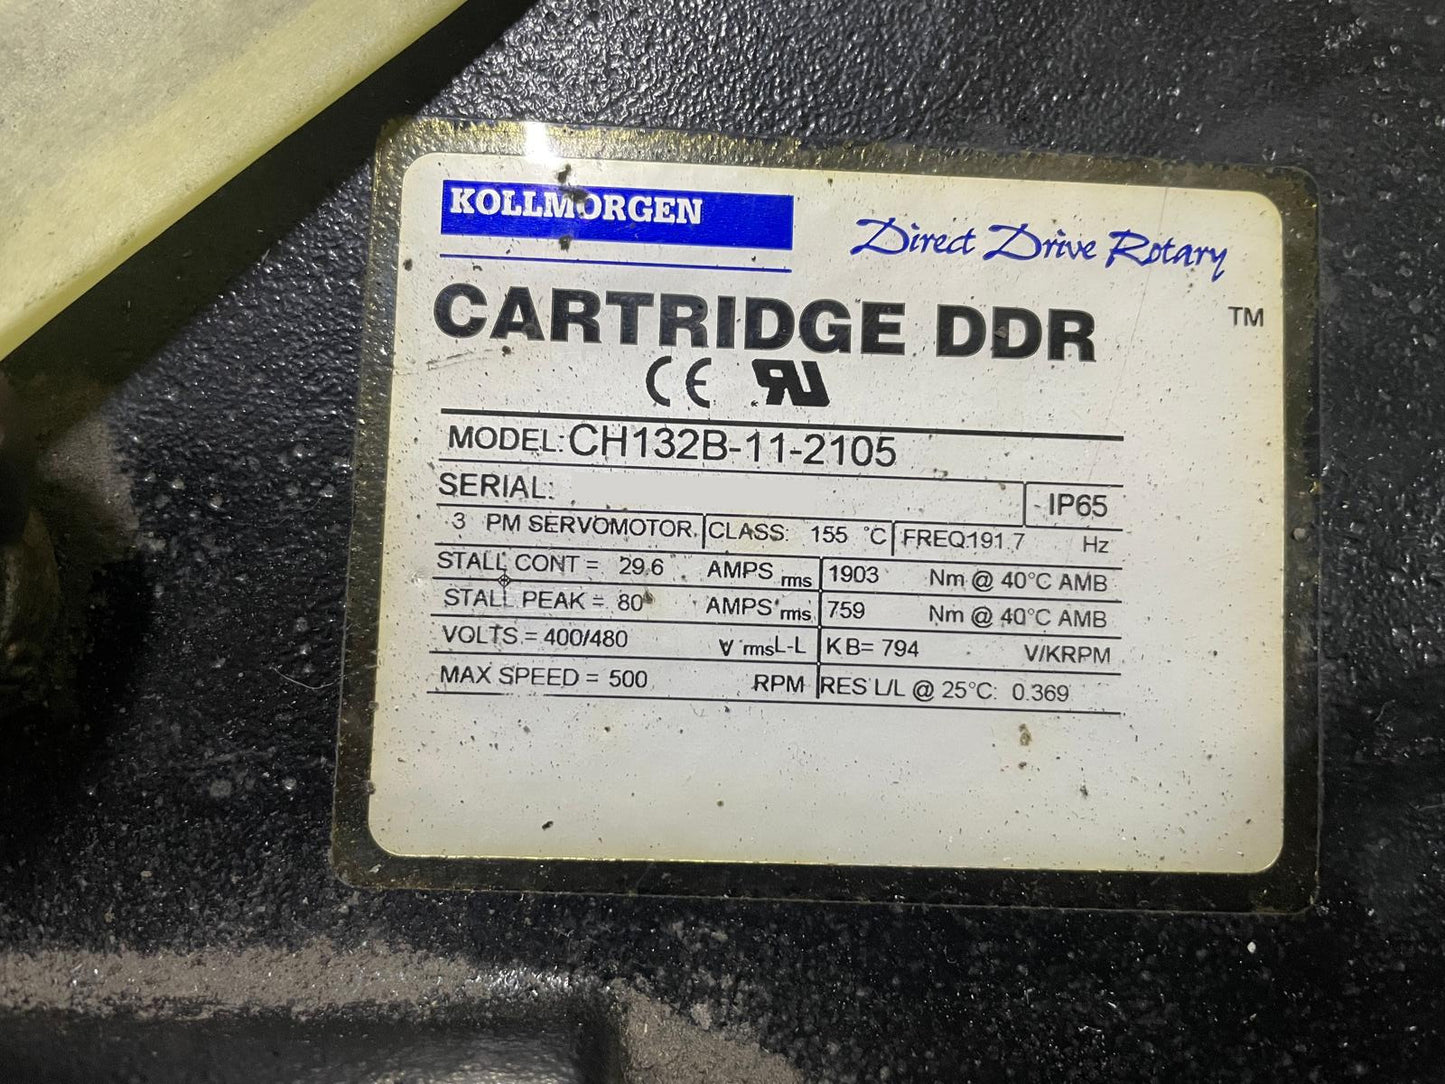 KOLLMORGEN
Direct Drive Rotary
CARTRIDGE DDR TM
CE RU
MODEL: CH132B-11-2105
SERIAL: IP65
3 PM SERVOMOTOR CLASS: 155 °C FREQ191.7 Hz
STALL CONT = 29.6 AMPS rms 1903 Nm @ 40°C AMB
STALL PEAK = 80 AMPS rms 759 Nm @ 40°C AMB
VOLTS = 400/480 V rmsL-L KB= 794 V/KRPM
MAX SPEED = 500 RPM RES L/L @ 25°C: 0.369